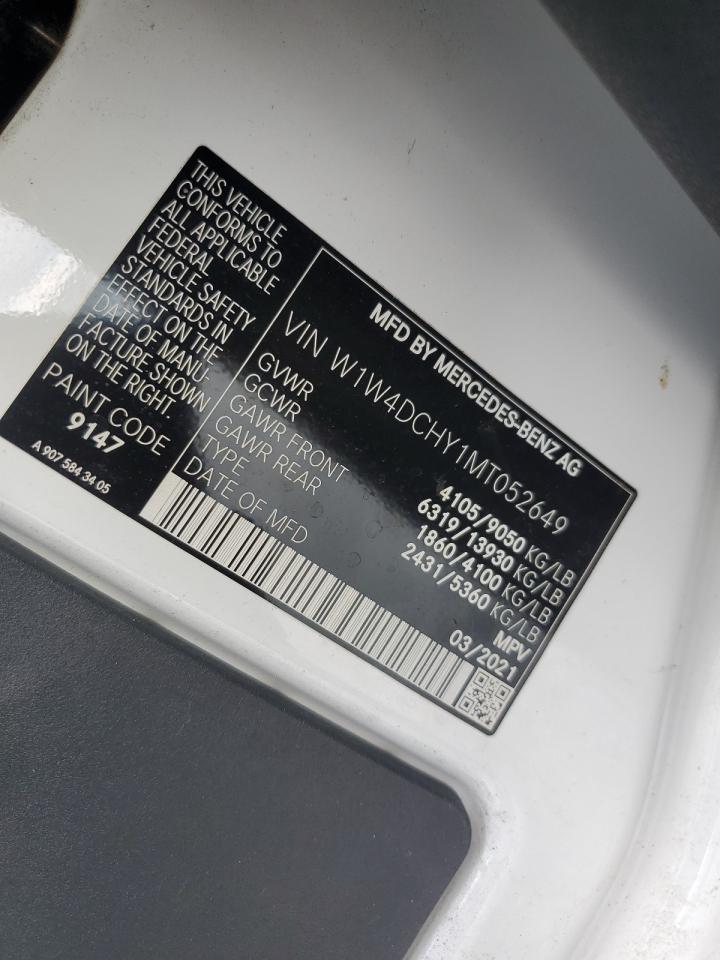 THIS VEHICLE
CONFORMS TO
ALL APPLICABLE
FEDERAL
VEHICLE SAFETY
STANDARDS IN
EFFECT ON THE
DATE OF MANU-
FACTURE SHOWN
ON THE RIGHT.
PAINT CODE
9147
A 907 584 34 05
MFD BY MERCEDES-BENZ AG
VIN W1W4DCHY1MT052649
GVWR 4105/9050 KG/LB
GCWR 6319/13930 KG/LB
GAWR FRONT 1860/4100 KG/LB
GAWR REAR 2431/5360 KG/LB
TYPE MPV
DATE OF MFD 03/2021